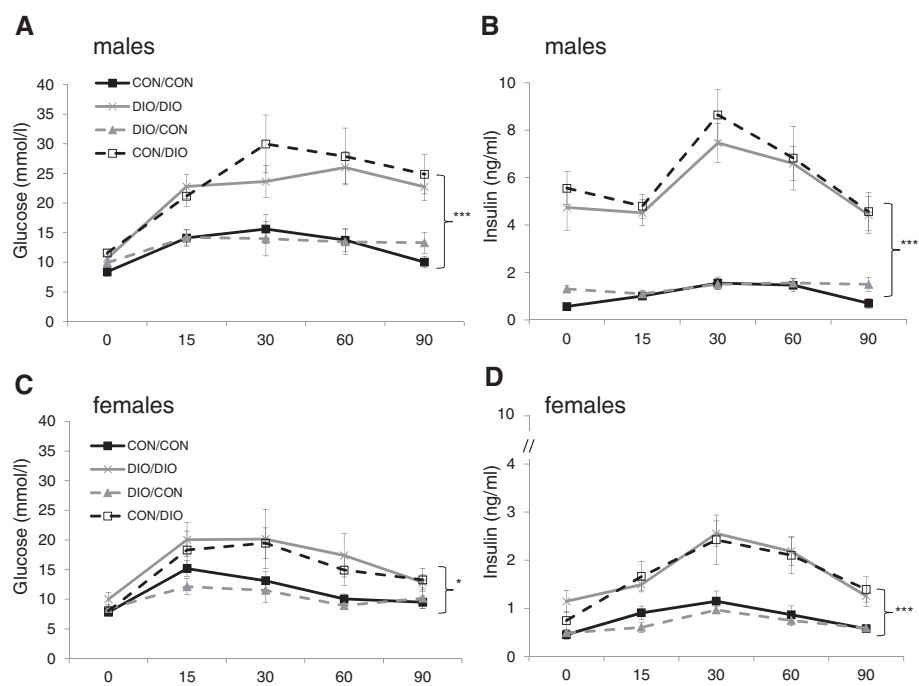 A
males
Glucose (mmol/l)
40
35
30
25
20
15
10
5
0
CON/CON
DIO/DIO
DIO/CON
CON/DIO
***
0 15 30 60 90
B
males
Insulin (ng/ml)
10
8
6
4
2
0
***
0 15 30 60 90
C
females
Glucose (mmol/l)
40
35
30
25
20
15
10
5
0
CON/CON
DIO/DIO
DIO/CON
CON/DIO
*
0 15 30 60 90
D
females
Insulin (ng/ml)
10
//
4
3
2
1
0
***
0 15 30 60 90